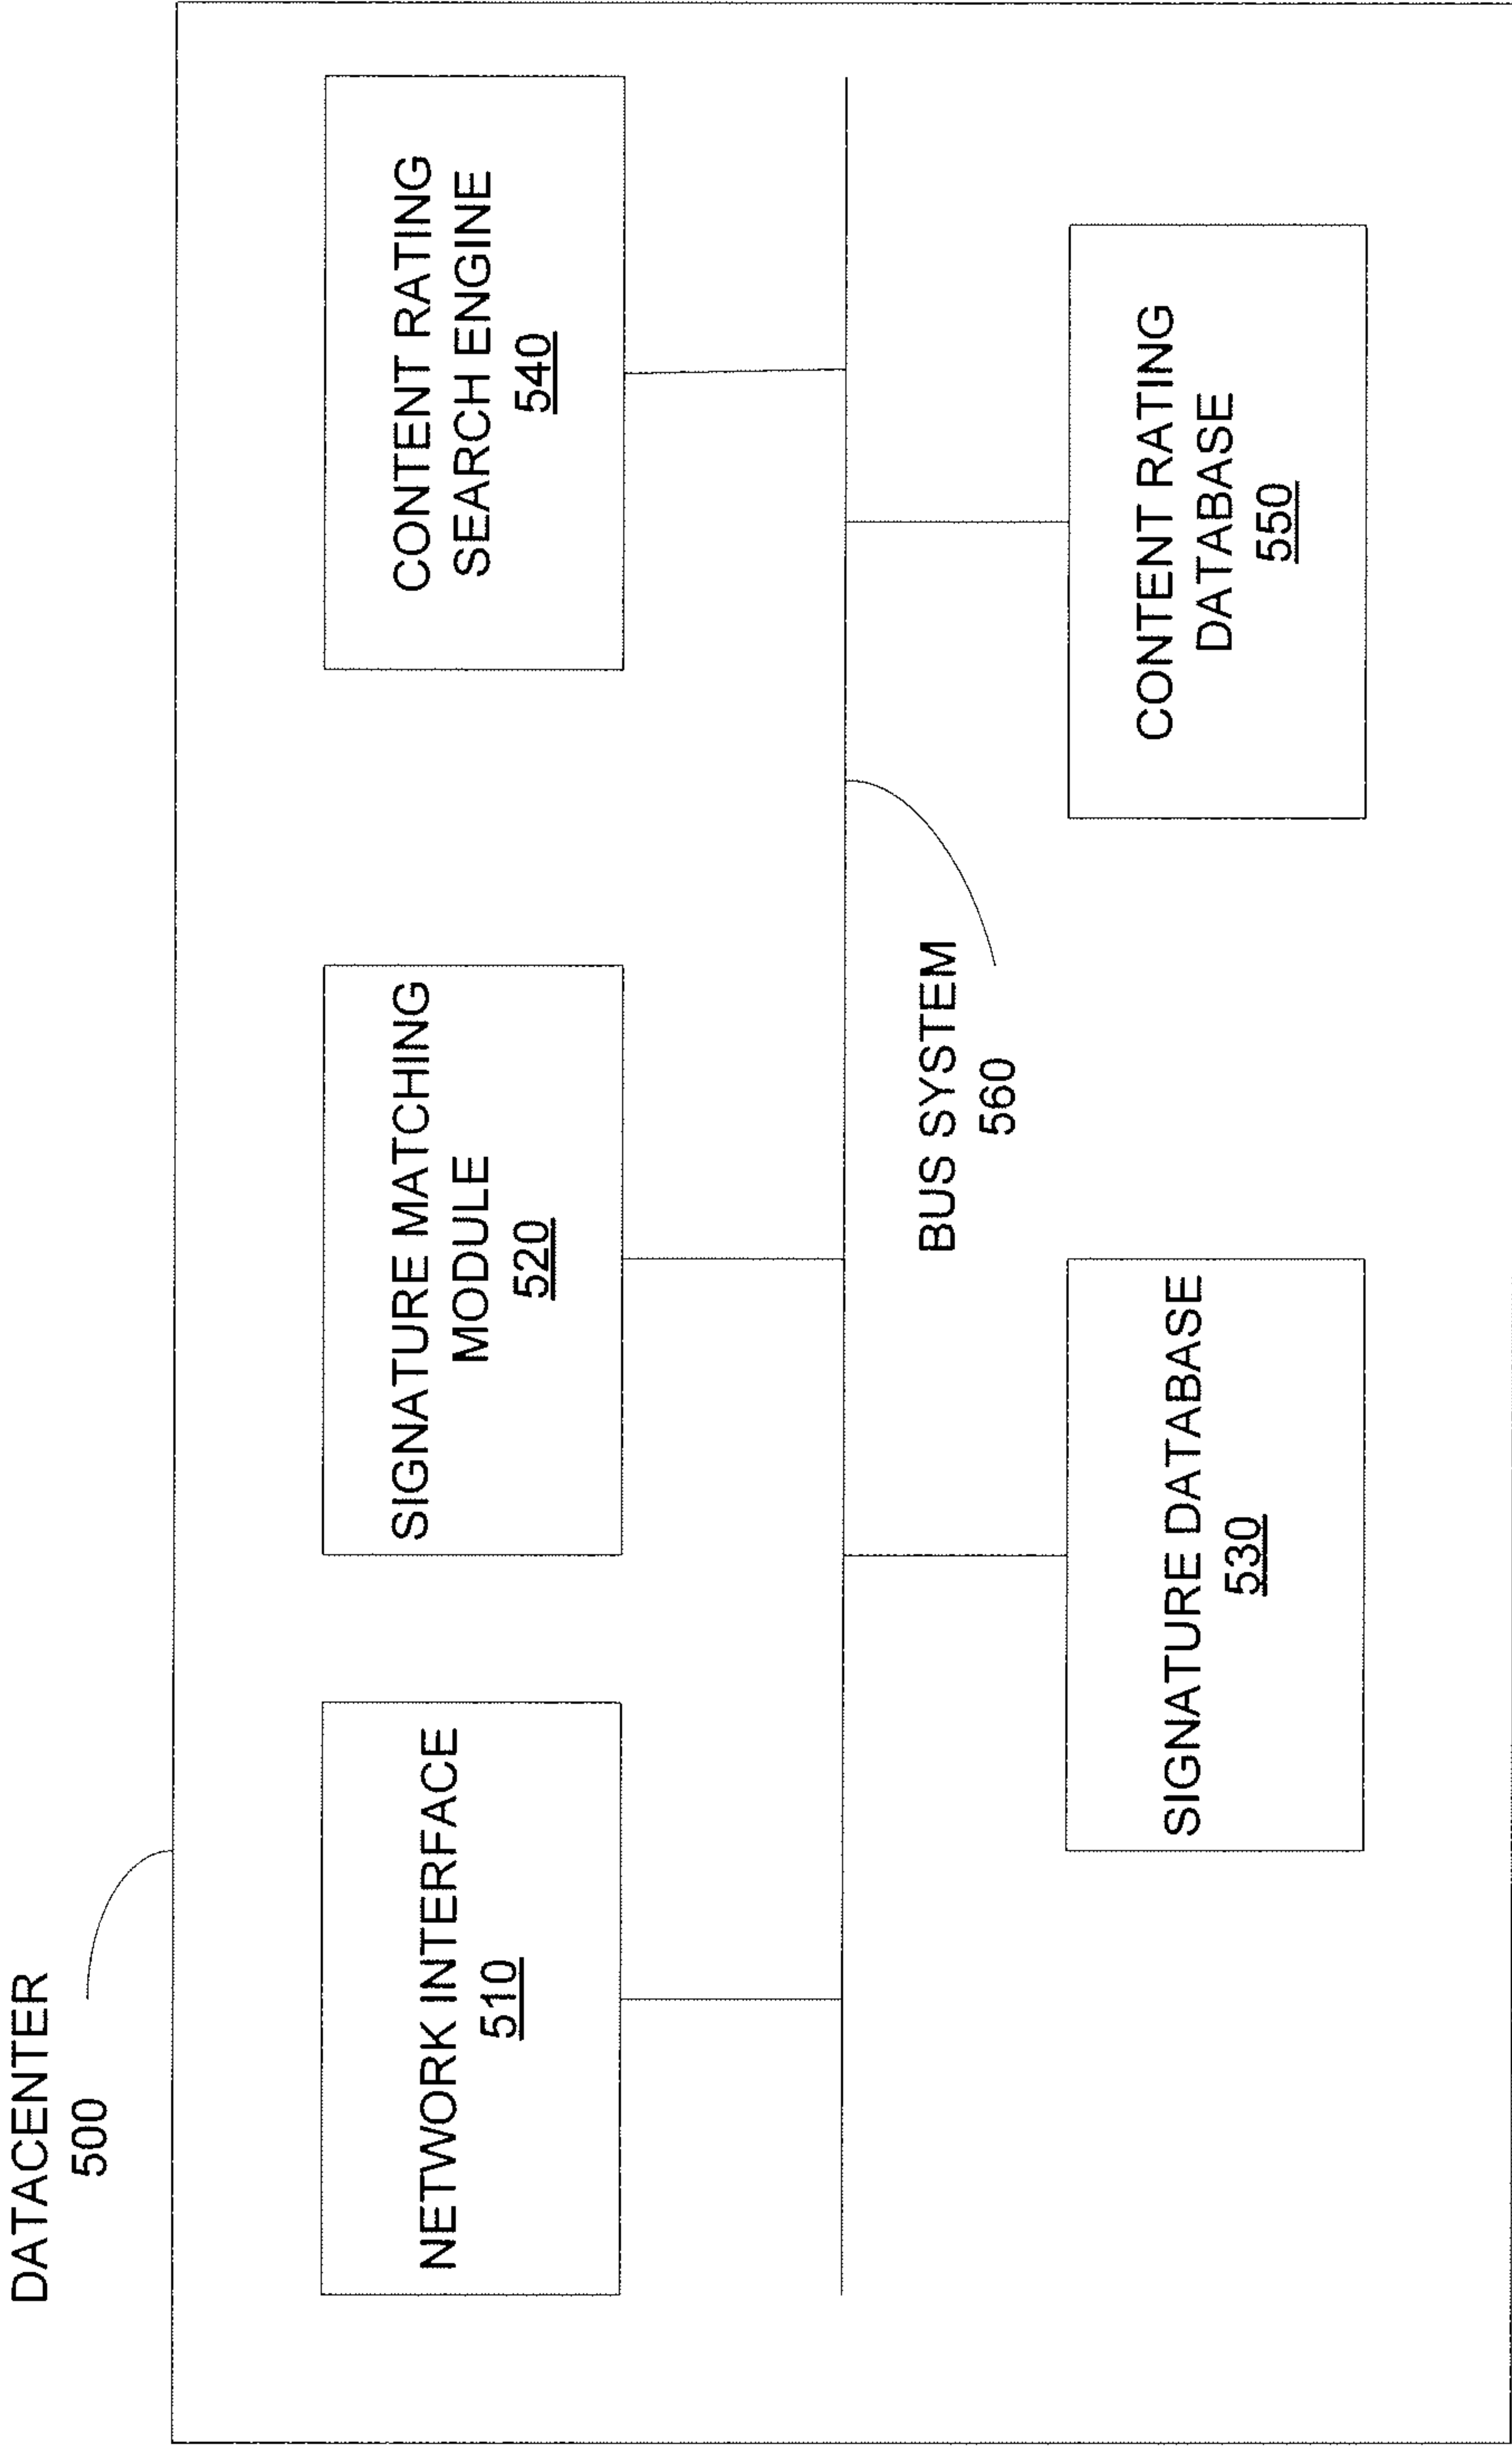 DATACENTER
500
NETWORK INTERFACE
510
SIGNATURE MATCHING
MODULE
520
CONTENT RATING
SEARCH ENGINE
540
BUS SYSTEM
560
SIGNATURE DATABASE
530
CONTENT RATING
DATABASE
550